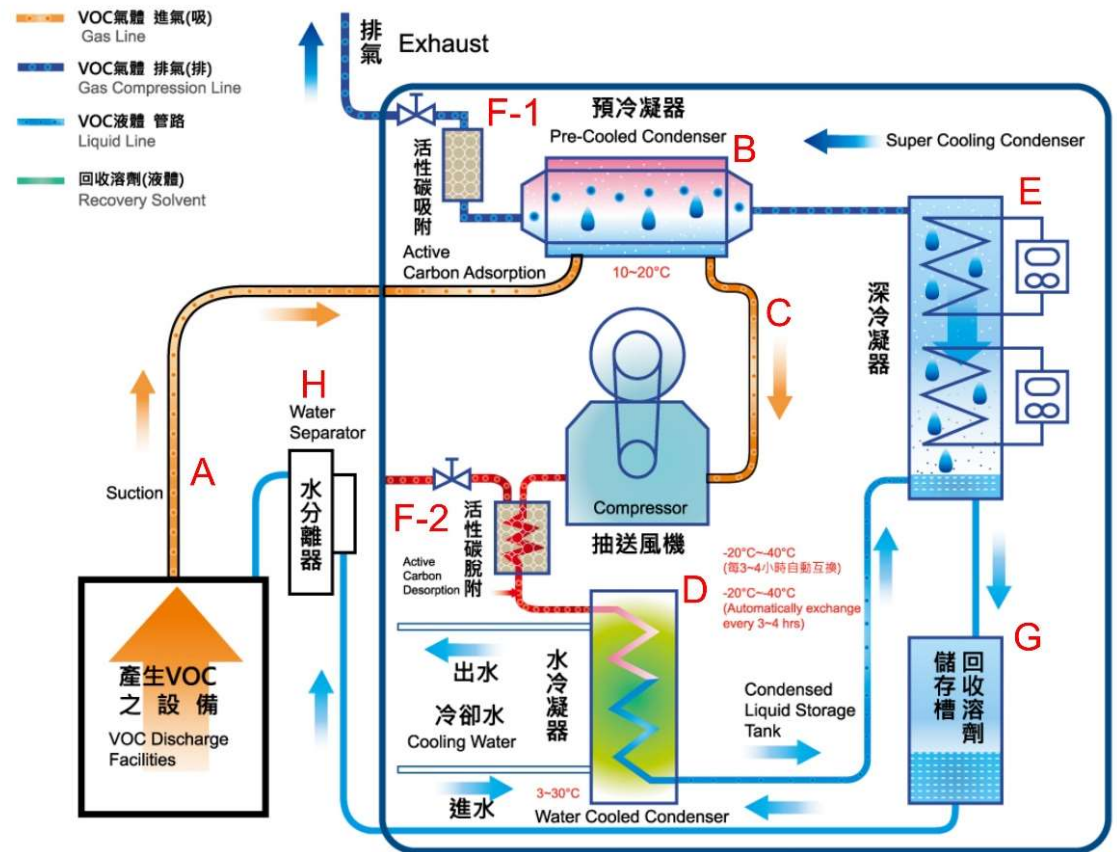 VOC氣體 進氣(吸)
Gas Line
VOC氣體 排氣(排)
Gas Compression Line
VOC液體 管路
Liquid Line
回收溶劑(液體)
Recovery Solvent
排氣
Exhaust
F-1
活性碳吸附
Active
Carbon Adsorption
預冷凝器
Pre-Cooled Condenser
B
10~20°C
Super Cooling Condenser
E
深冷凝器
C
H
Water
Separator
水分離器
A
Suction
F-2
活性碳脫附
Active
Carbon
Desorption
Compressor
抽送風機
-20°C~-40°C
(每3~4小時自動互換)
-20°C~-40°C
(Automatically exchange
every 3~4 hrs)
D
水冷凝器
出水
冷卻水
Cooling Water
進水
3~30°C
Water Cooled Condenser
Condensed
Liquid Storage
Tank
G
回收溶劑
儲存槽
產生VOC
之設備
VOC Discharge
Facilities